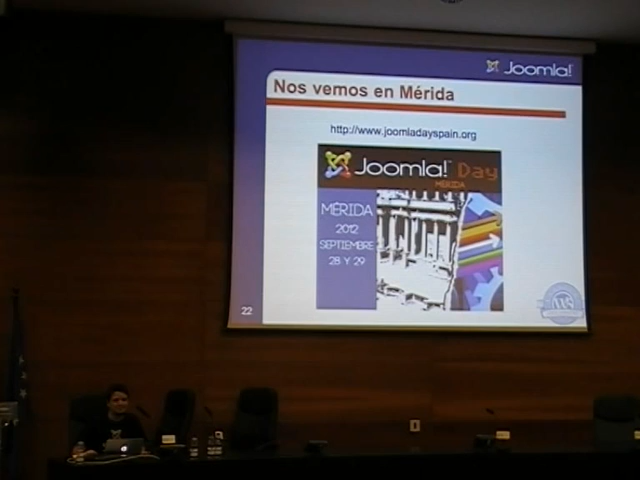 Joomla!
Nos vemos en Mérida
http://www.joomladayspain.org
Joomla! Day
MÉRIDA
MÉRIDA
2012
SEPTIEMBRE
28 Y 29
22